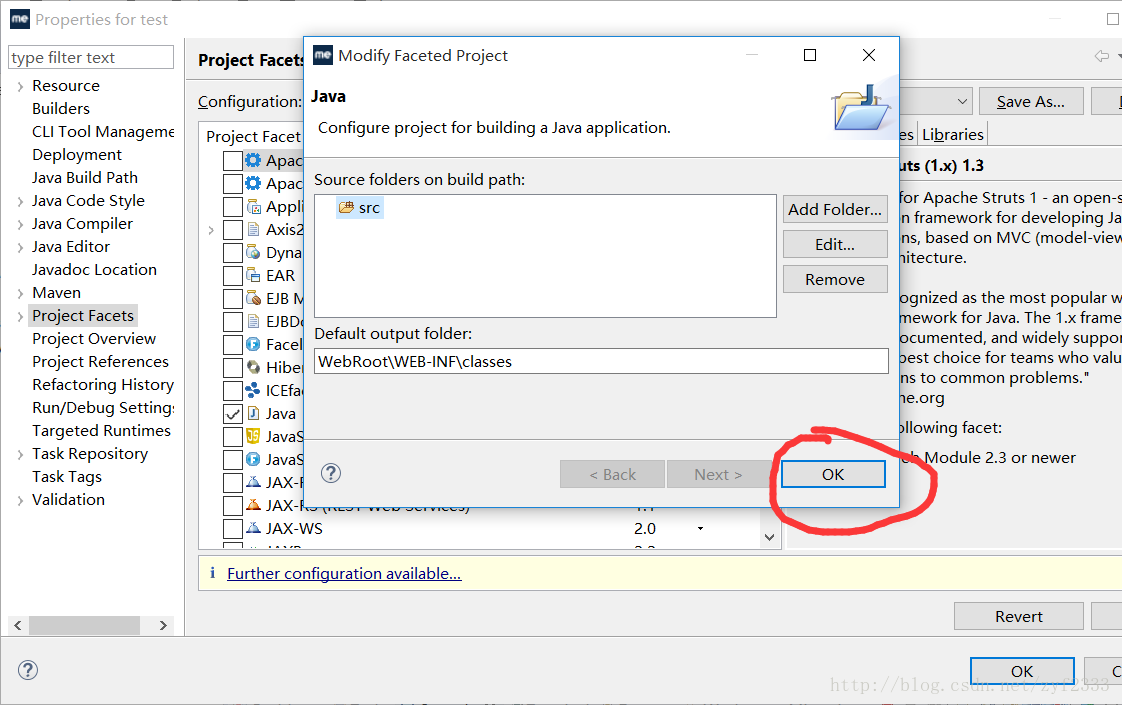 me Properties for test
type filter text
Resource
Builders
CLI Tool Manageme
Deployment
Java Build Path
Java Code Style
Java Compiler
Java Editor
Javadoc Location
Maven
Project Facets
Project Overview
Project References
Refactoring History
Run/Debug Settings
Targeted Runtimes
Task Repository
Task Tags
Validation
Project Facets
Configuration:
Save As...
Project Facet
Apac
Apac
Appli
Axis2
Dyna
EAR
EJB M
EJBDo
Facel
Hiber
ICEfac
Java
JavaS
JavaS
JAX-R
JAX-RS (REST Web Services) 1.1
JAX-WS 2.0
me Modify Faceted Project
Java
Configure project for building a Java application.
Source folders on build path:
src
Add Folder...
Edit...
Remove
Default output folder:
WebRoot\WEB-INF\classes
< Back
Next >
OK
es Libraries
uts (1.x) 1.3
for Apache Struts 1 - an open-s
n framework for developing Ja
ns, based on MVC (model-view
hitecture.
ognized as the most popular w
mework for Java. The 1.x frame
ocumented, and widely suppor
best choice for teams who valu
ns to common problems."
he.org
ollowing facet:
b Module 2.3 or newer
i Further configuration available...
Revert
OK
C
http://blog.csdn.net/zyf2333